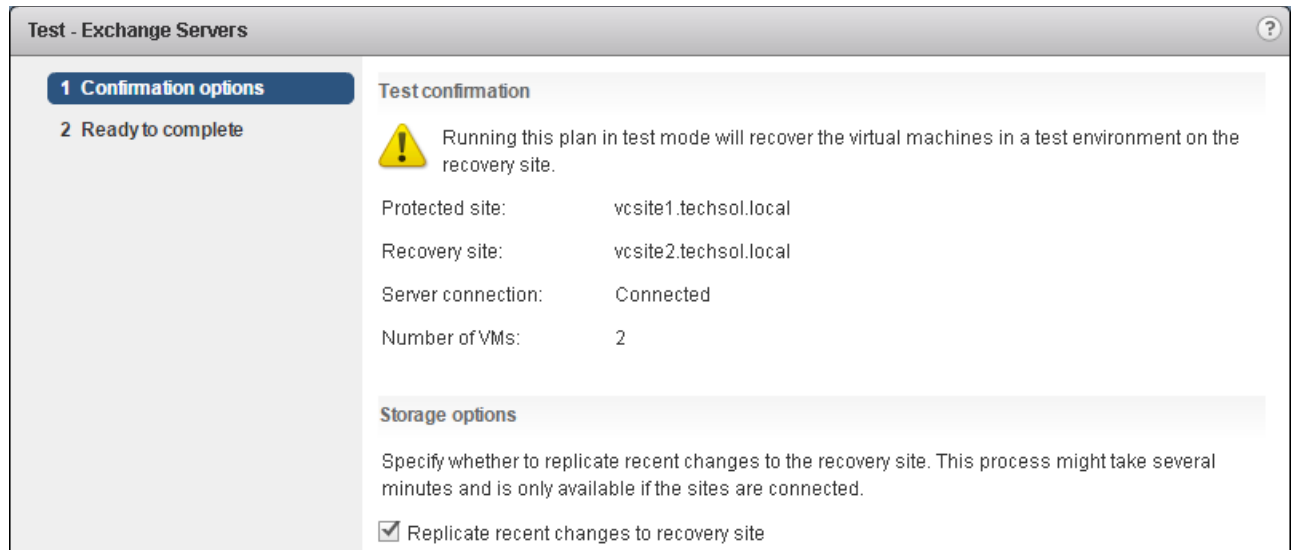 Test - Exchange Servers
?
1 Confirmation options
2 Ready to complete
Test confirmation
Running this plan in test mode will recover the virtual machines in a test environment on the
recovery site.
Protected site: vcsite1.techsol.local
Recovery site: vcsite2.techsol.local
Server connection: Connected
Number of VMs: 2
Storage options
Specify whether to replicate recent changes to the recovery site. This process might take several
minutes and is only available if the sites are connected.
Replicate recent changes to recovery site